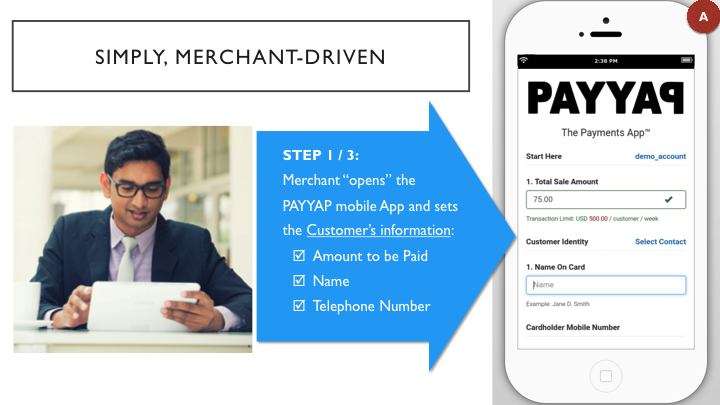 SIMPLY, MERCHANT-DRIVEN
STEP 1 / 3:
Merchant “opens” the
PAYYAP mobile App and sets
the Customer’s information:
☑ Amount to be Paid
☑ Name
☑ Telephone Number
A
2:38 PM
PAYYAP
The Payments App™
Start Here demo_account
1. Total Sale Amount
75.00
Transaction Limit: USD 500.00 / customer / week
Customer Identity Select Contact
1. Name On Card
Name
Example: Jane D. Smith
Cardholder Mobile Number